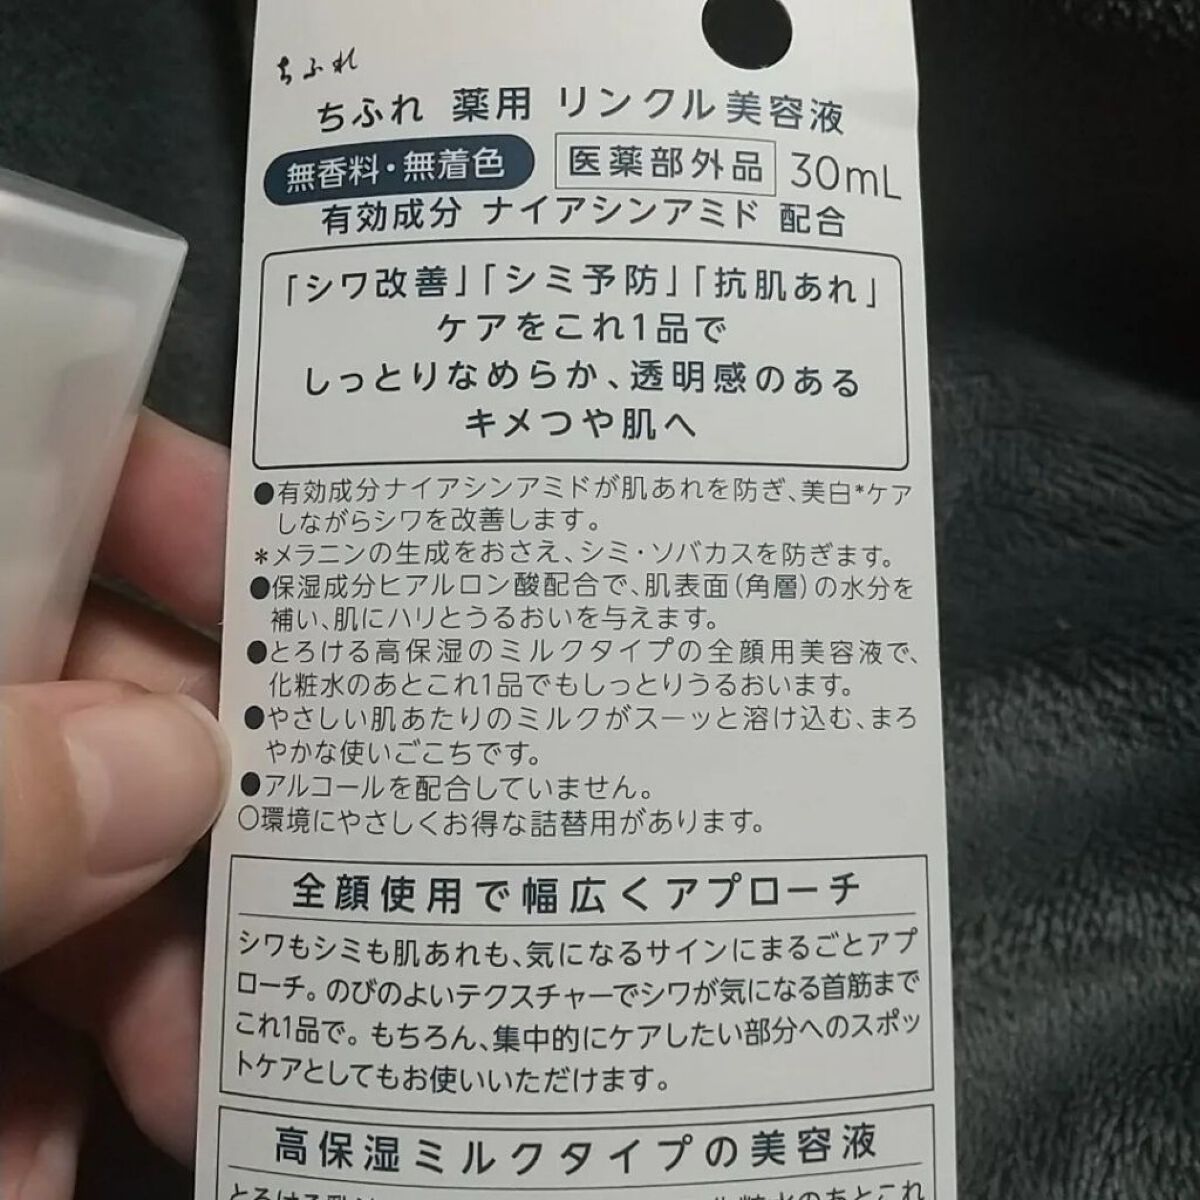 ちふれ
ちふれ 薬用 リンクル美容液
無香料・無着色 医薬部外品 30mL
有効成分 ナイアシンアミド 配合
「シワ改善」「シミ予防」「抗肌あれ」
ケアをこれ1品で
しっとりなめらか、透明感のある
キメつや肌へ
●有効成分ナイアシンアミドが肌あれを防ぎ、美白*ケア
しながらシワを改善します。
*メラニンの生成をおさえ、シミ・ソバカスを防ぎます。
●保湿成分ヒアルロン酸配合で、肌表面(角層)の水分を
補い、肌にハリとうるおいを与えます。
●とろける高保湿のミルクタイプの全顔用美容液で、
化粧水のあとこれ1品でもしっとりうるおいます。
●やさしい肌あたりのミルクがスーッと溶け込む、まろ
やかな使いごこちです。
●アルコールを配合していません。
○環境にやさしくお得な詰替用があります。
全顔使用で幅広くアプローチ
シワもシミも肌あれも、気になるサインにまるごとアプ
ローチ。のびのよいテクスチャーでシワが気になる首筋まで
これ1品で。もちろん、集中的にケアしたい部分へのスポッ
トケアとしてもお使いいただけます。
高保湿ミルクタイプの美容液